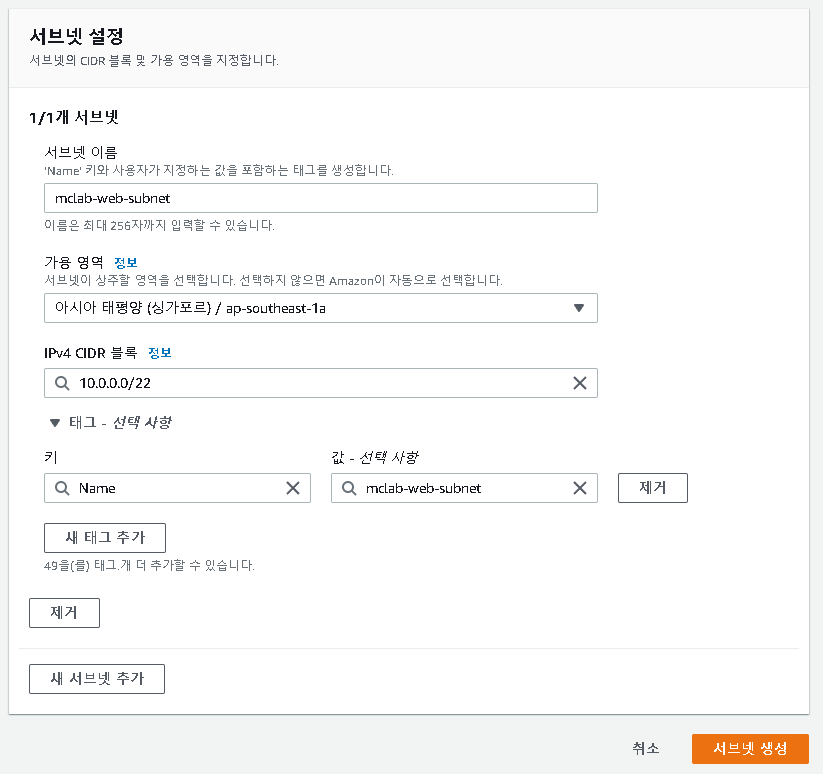 서브넷 설정
서브넷의 CIDR 블록 및 가용 영역을 지정합니다.
1/1개 서브넷
서브넷 이름
'Name' 키와 사용자가 지정하는 값을 포함하는 태그를 생성합니다.
mclab-web-subnet
이름은 최대 256자까지 입력할 수 있습니다.
가용 영역 정보
서브넷이 상주할 영역을 선택합니다. 선택하지 않으면 Amazon이 자동으로 선택합니다.
아시아 태평양 (싱가포르) / ap-southeast-1a
IPv4 CIDR 블록 정보
10.0.0.0/22
태그 - 선택 사항
키 값 - 선택 사항
Name mclab-web-subnet 제거
새 태그 추가
49을(를) 태그.개 더 추가할 수 있습니다.
제거
새 서브넷 추가
취소 서브넷 생성